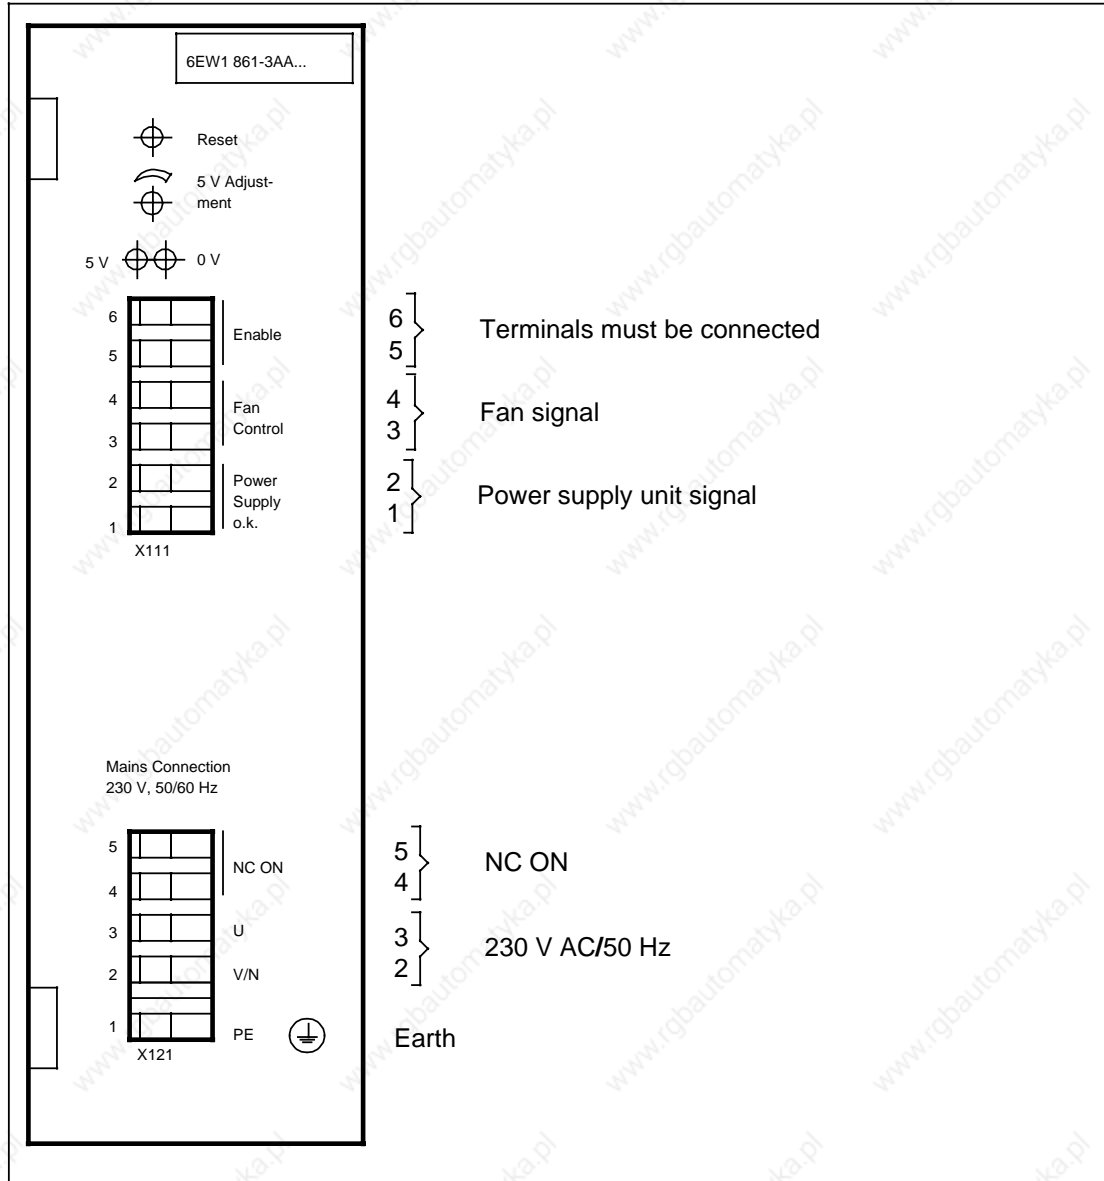 6EW1 861-3AA...
Reset
5 V Adjust-
ment
5 V
0 V
6
5
4
3
2
1
Enable
Fan
Control
Power
Supply
o.k.
X111
6
5
Terminals must be connected
4
3
Fan signal
2
1
Power supply unit signal
Mains Connection
230 V, 50/60 Hz
5
4
3
2
1
NC ON
U
V/N
PE
X121
5
4
NC ON
3
2
230 V AC/50 Hz
Earth
www.rgbautomatyka.pl